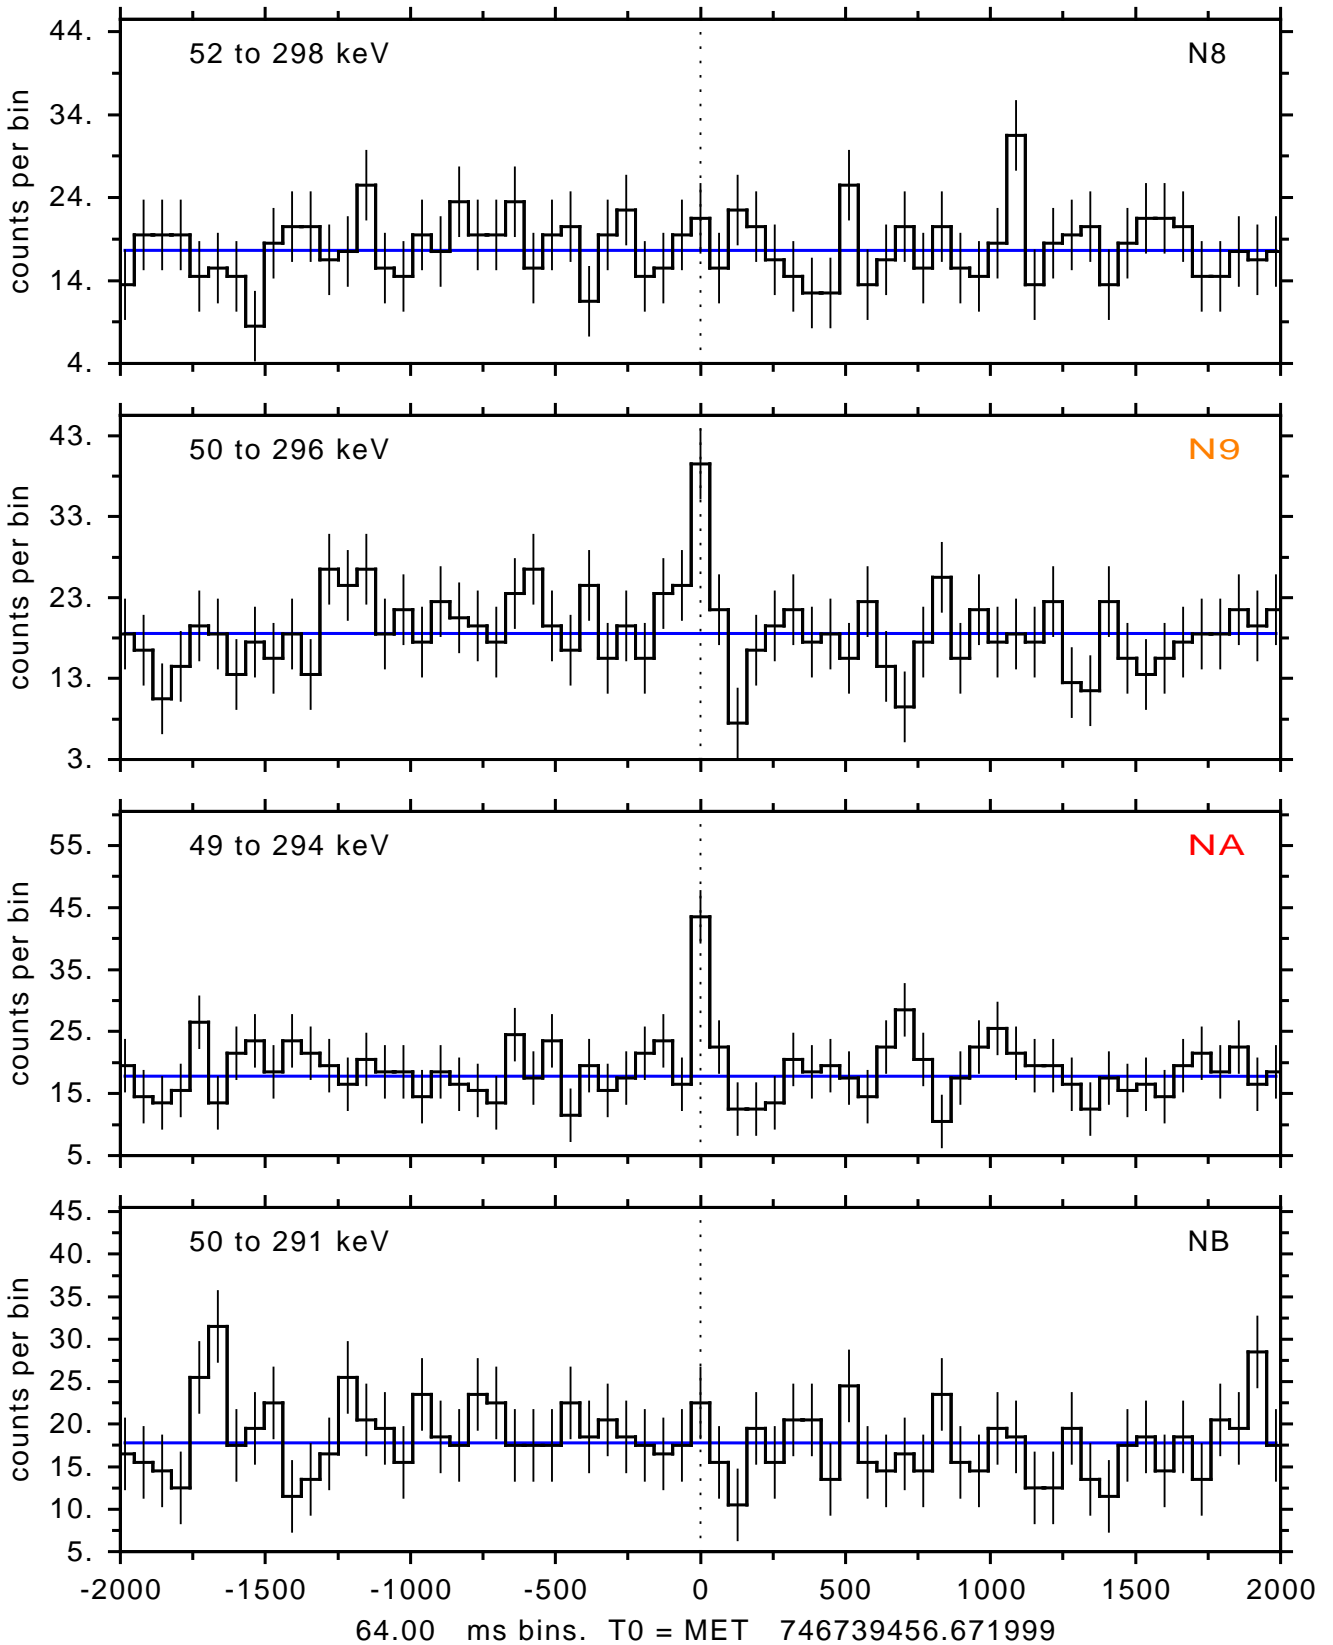 44.
52 to 298 keV
N8
34.
24.
14.
4.
counts per bin
43.
50 to 296 keV
N9
33.
23.
13.
3.
counts per bin
55.
49 to 294 keV
NA
45.
35.
25.
15.
5.
counts per bin
45.
50 to 291 keV
NB
40.
35.
30.
25.
20.
15.
10.
5.
counts per bin
-2000 -1500 -1000 -500 0 500 1000 1500 2000
64.00 ms bins. T0 = MET 746739456.671999